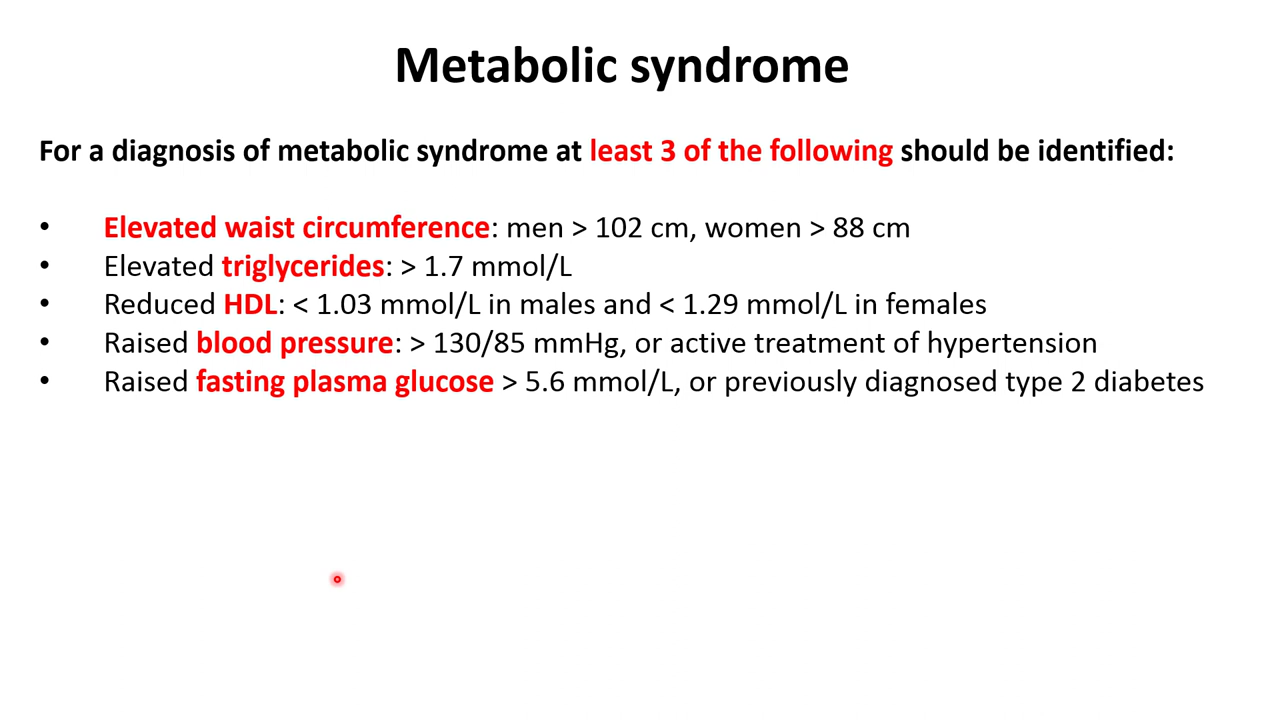 Metabolic syndrome
For a diagnosis of metabolic syndrome at least 3 of the following should be identified:
• Elevated waist circumference: men > 102 cm, women > 88 cm
• Elevated triglycerides: > 1.7 mmol/L
• Reduced HDL: < 1.03 mmol/L in males and < 1.29 mmol/L in females
• Raised blood pressure: > 130/85 mmHg, or active treatment of hypertension
• Raised fasting plasma glucose > 5.6 mmol/L, or previously diagnosed type 2 diabetes